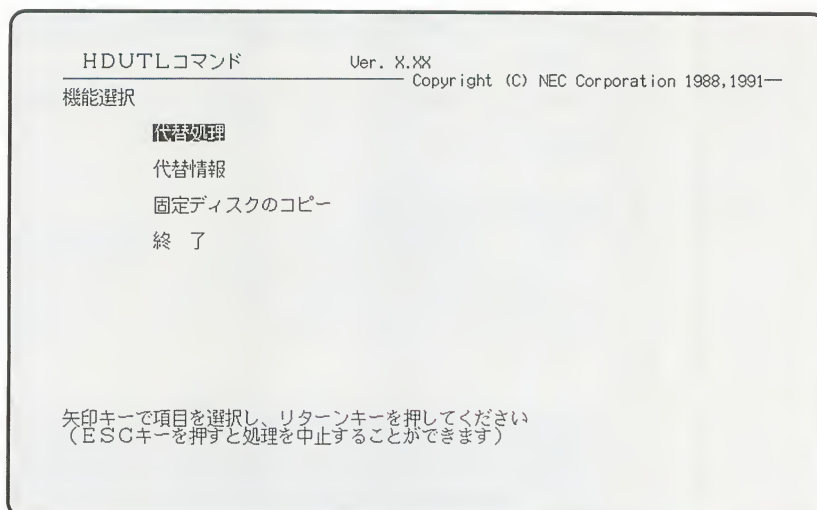 HDUTLコマンド Ver. X.XX
Copyright (C) NEC Corporation 1988,1991
機能選択
代替処理
代替情報
固定ディスクのコピー
終 了
矢印キーで項目を選択し、リターンキーを押してください
（ESCキーを押すと処理を中止することができます）